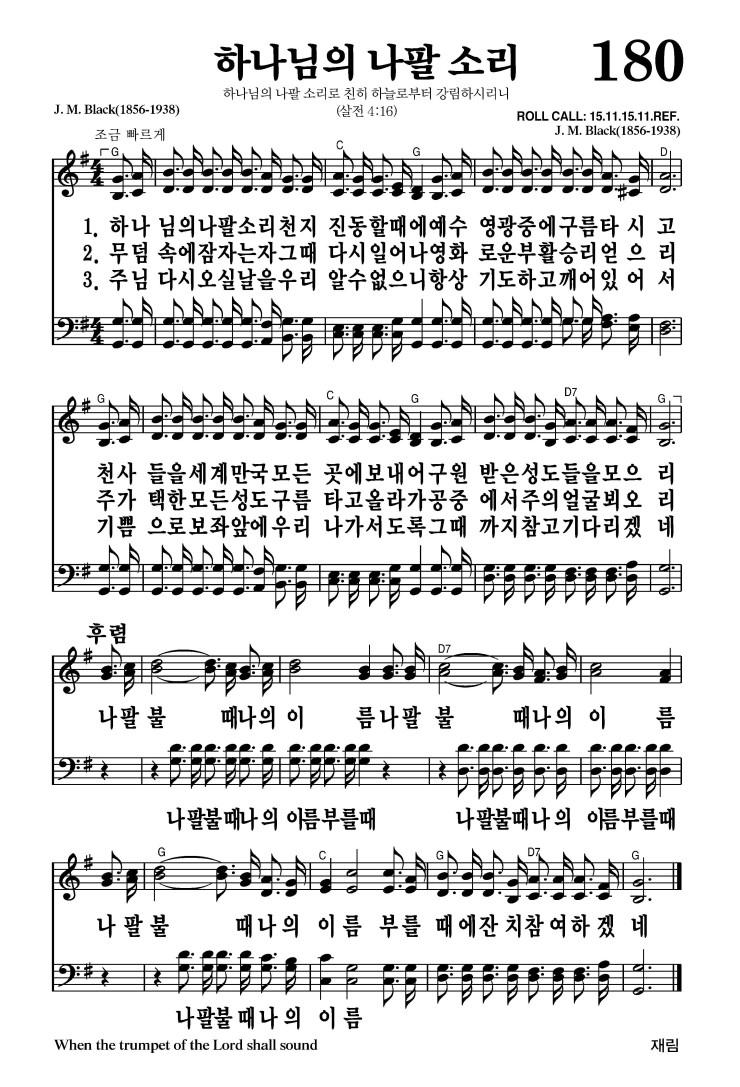 하나님의 나팔 소리 180
하나님의 나팔 소리로 친히 하늘로부터 강림하시리니
J. M. Black(1856-1938) (살전 4:16) ROLL CALL: 15.11.15.11.REF.
J. M. Black(1856-1938)
조금 빠르게
G C G D
1. 하나 님의나팔소리천지 진동할때에예수 영광중에구름타 시 고
2. 무덤 속에잠자는자그때 다시일어나영화 로운부활승리얻 으 리
3. 주님 다시오실날을우리 알수없으니항상 기도하고깨어있 어 서
G C G D7 G
천사 들을세계만국모든 곳에보내어구원 받은성도들을모으 리
주가 택한모든성도구름 타고올라가공중 에서주의얼굴뵈오 리
기쁨 으로보좌앞에우리 나가서도록그때 까지참고기다리겠 네
후렴
D7
나팔 불 때나의 이 름나팔 불 때나의 이 름
나팔불때나의 이름부를때 나팔불때나의 이름부를때
G C G D7 G
나 팔 불 때나의 이 름 부를 때에잔 치참여하 겠 네
나팔불때나의 이 름
When the trumpet of the Lord shall sound 재림